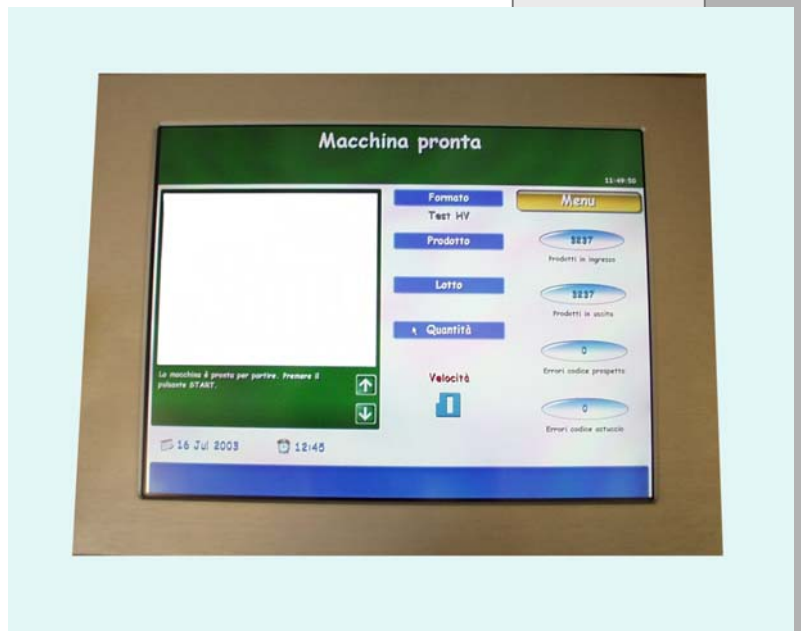 Macchina pronta
11:49:50
Formato
Menu
Test HV
Prodotto
3237
Prodotti in ingresso
Lotto
3237
Prodotti in uscita
Quantità
0
Errori codice prospetto
La macchina è pronta per partire. Premere il
pulsante START.
Velocità
0
Errori codice astuccio
16 Jul 2003
12:45